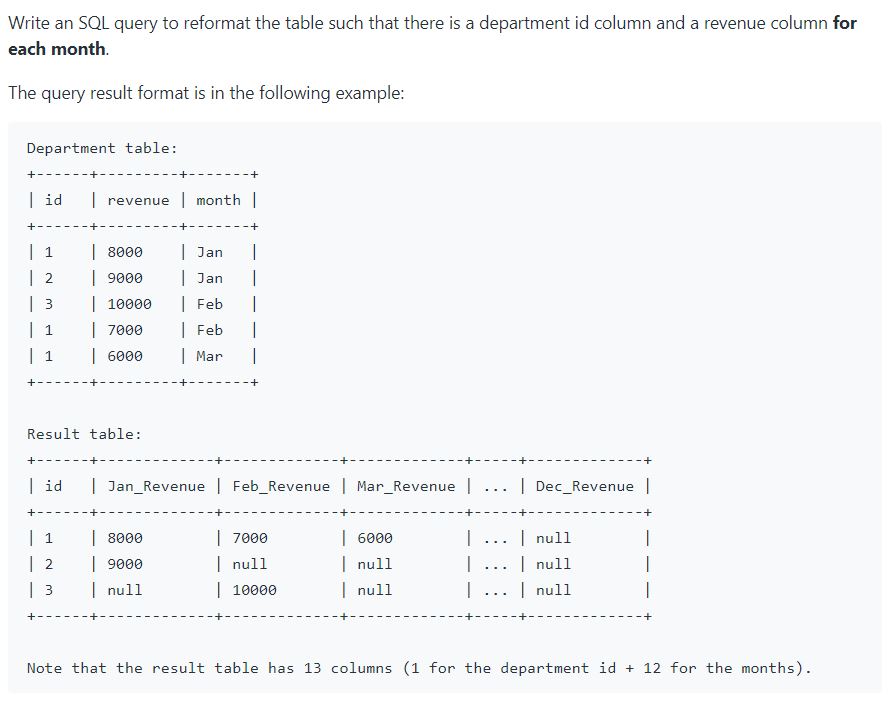 Write an SQL query to reformat the table such that there is a department id column and a revenue column for
each month.
The query result format is in the following example:
Department table:
+------+---------+-------+
| id   | revenue | month |
+------+---------+-------+
| 1    | 8000    | Jan   |
| 2    | 9000    | Jan   |
| 3    | 10000   | Feb   |
| 1    | 7000    | Feb   |
| 1    | 6000    | Mar   |
+------+---------+-------+
Result table:
+------+-------------+-------------+-------------+-----+-------------+
| id   | Jan_Revenue | Feb_Revenue | Mar_Revenue | ... | Dec_Revenue |
+------+-------------+-------------+-------------+-----+-------------+
| 1    | 8000        | 7000        | 6000        | ... | null        |
| 2    | 9000        | null        | null        | ... | null        |
| 3    | null        | 10000       | null        | ... | null        |
+------+-------------+-------------+-------------+-----+-------------+
Note that the result table has 13 columns (1 for the department id + 12 for the months).